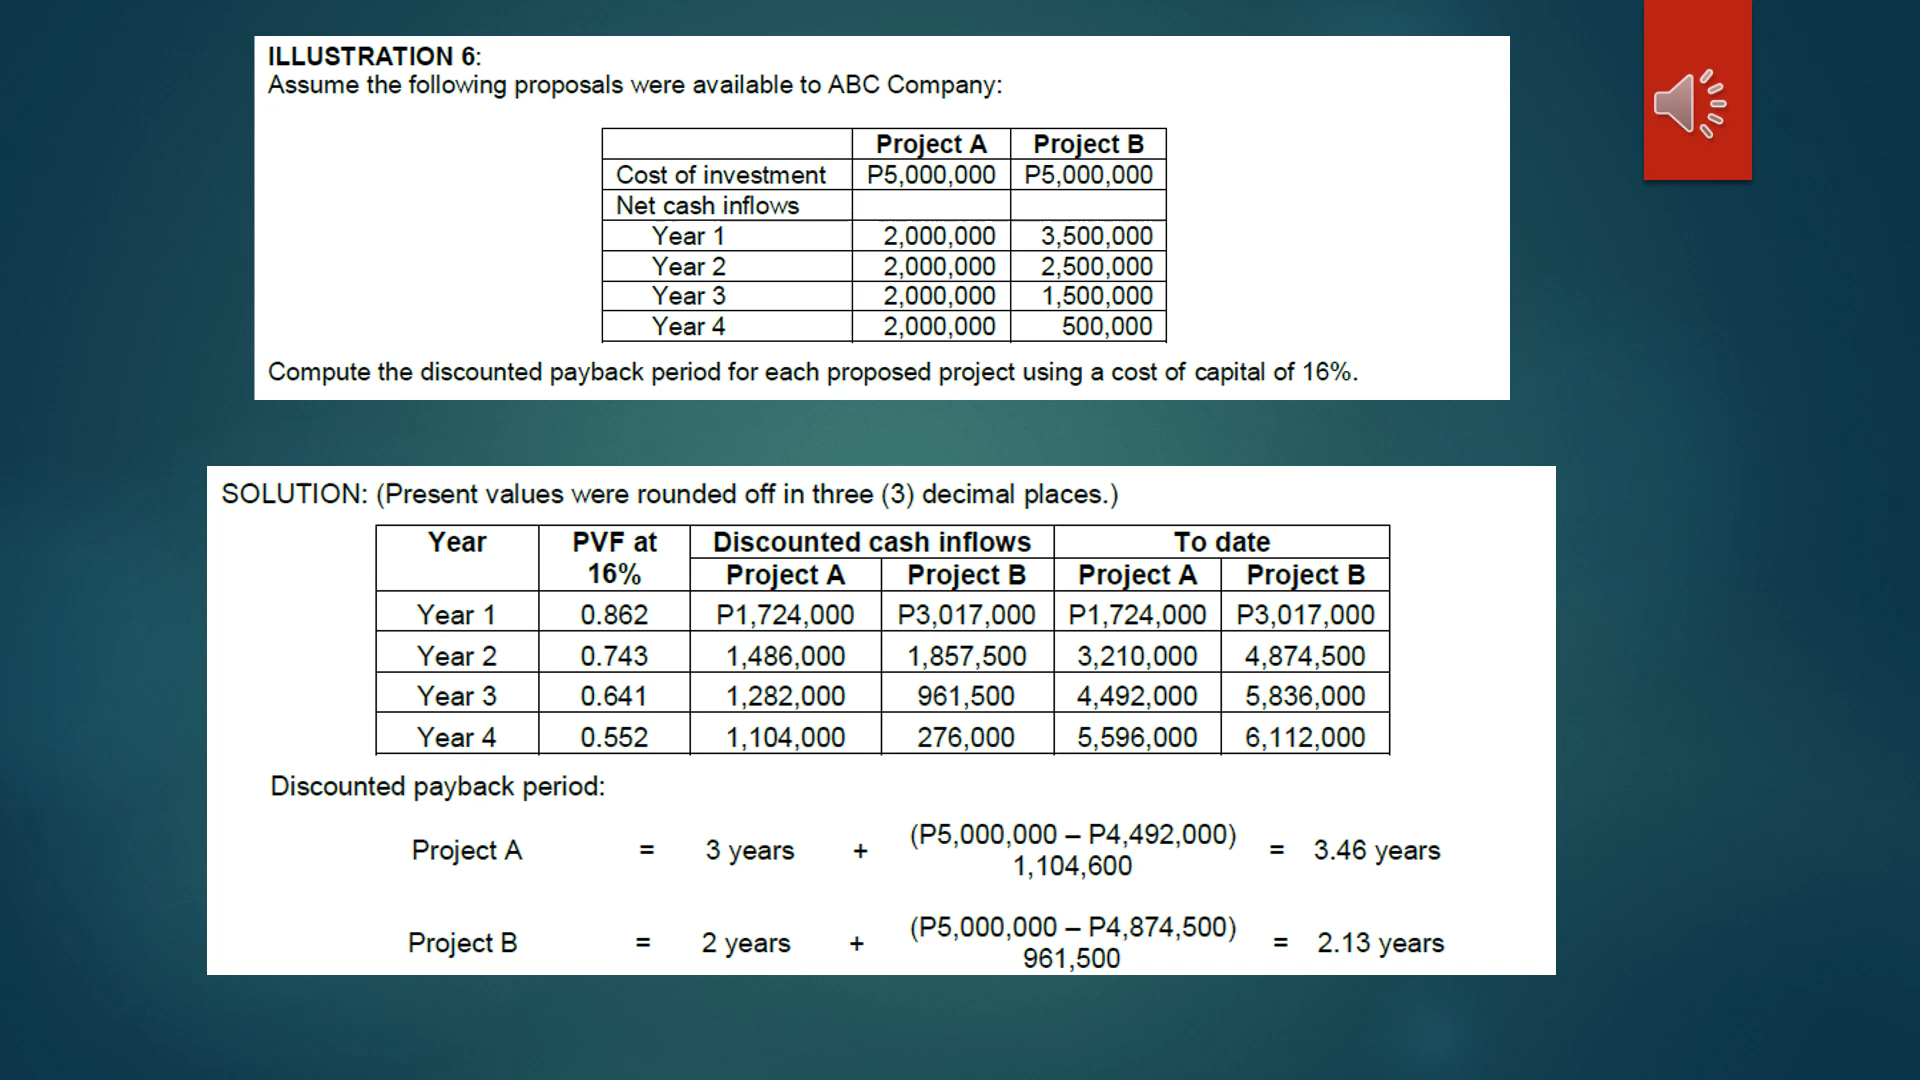 ILLUSTRATION 6:
Assume the following proposals were available to ABC Company:
Project A Project B
Cost of investment P5,000,000 P5,000,000
Net cash inflows
Year 1 2,000,000 3,500,000
Year 2 2,000,000 2,500,000
Year 3 2,000,000 1,500,000
Year 4 2,000,000 500,000
Compute the discounted payback period for each proposed project using a cost of capital of 16%.
SOLUTION: (Present values were rounded off in three (3) decimal places.)
Year PVF at Discounted cash inflows To date
16% Project A Project B Project A Project B
Year 1 0.862 P1,724,000 P3,017,000 P1,724,000 P3,017,000
Year 2 0.743 1,486,000 1,857,500 3,210,000 4,874,500
Year 3 0.641 1,282,000 961,500 4,492,000 5,836,000
Year 4 0.552 1,104,000 276,000 5,596,000 6,112,000
Discounted payback period:
(P5,000,000 – P4,492,000)
Project A = 3 years + = 3.46 years
1,104,600
(P5,000,000 – P4,874,500)
Project B = 2 years + = 2.13 years
961,500